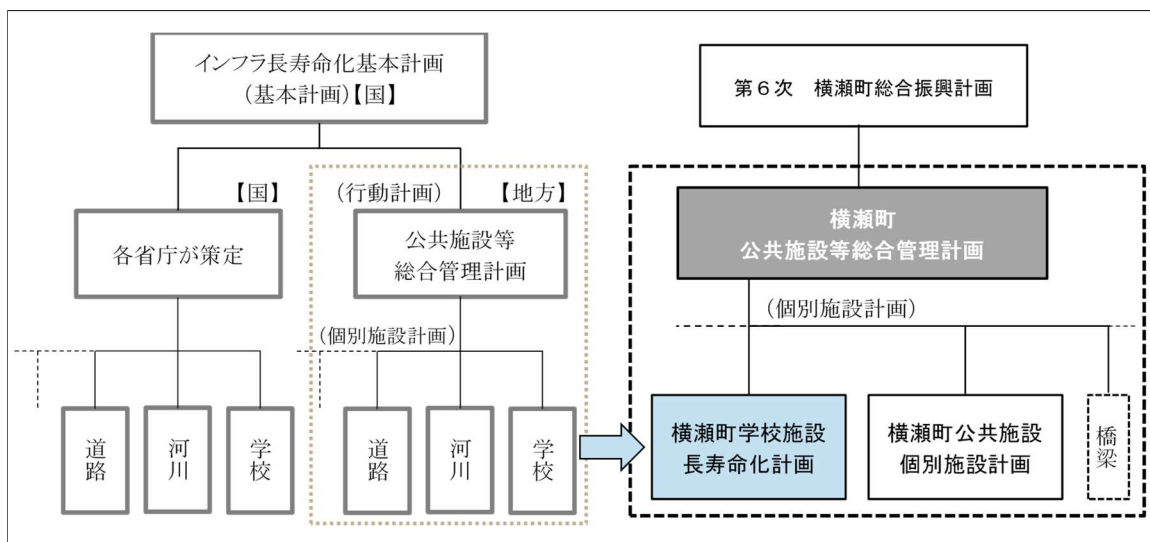 インフラ長寿命化基本計画
(基本計画)【国】
【国】
(行動計画)
【地方】
各省庁が策定
公共施設等
総合管理計画
(個別施設計画)
道路
河川
学校
道路
河川
学校
第6次 横瀬町総合振興計画
横瀬町
公共施設等総合管理計画
(個別施設計画)
横瀬町学校施設
長寿命化計画
横瀬町公共施設
個別施設計画
橋梁